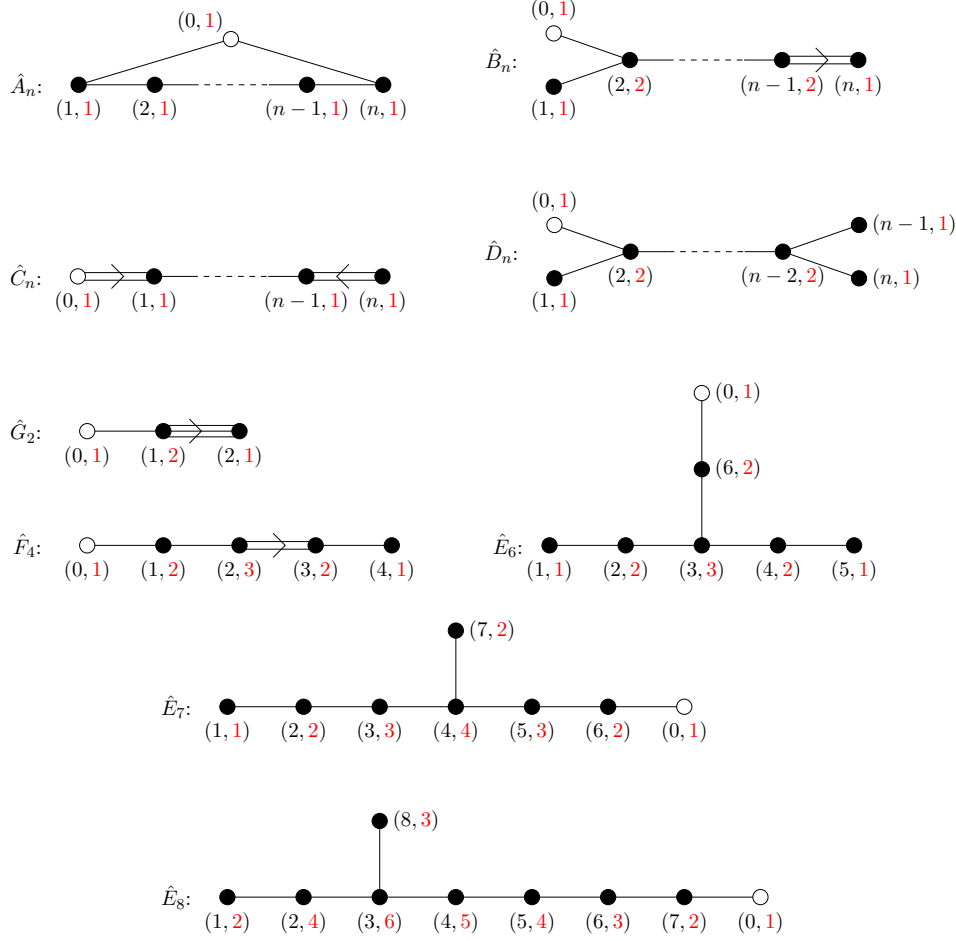 (0, 1)
Â_n:
(1, 1) (2, 1) (n − 1, 1) (n, 1)
(0, 1)
B̂_n:
(2, 2) (n − 1, 2) (n, 1)
(1, 1)
Ĉ_n:
(0, 1) (1, 1) (n − 1, 1) (n, 1)
(0, 1)
(n − 1, 1)
D̂_n:
(2, 2) (n − 2, 2)
(n, 1)
(1, 1)
Ĝ_2:
(0, 1) (1, 2) (2, 1)
F̂_4:
(0, 1) (1, 2) (2, 3) (3, 2) (4, 1)
(0, 1)
(6, 2)
Ê_6:
(1, 1) (2, 2) (3, 3) (4, 2) (5, 1)
(7, 2)
Ê_7:
(1, 1) (2, 2) (3, 3) (4, 4) (5, 3) (6, 2) (0, 1)
(8, 3)
Ê_8:
(1, 2) (2, 4) (3, 6) (4, 5) (5, 4) (6, 3) (7, 2) (0, 1)